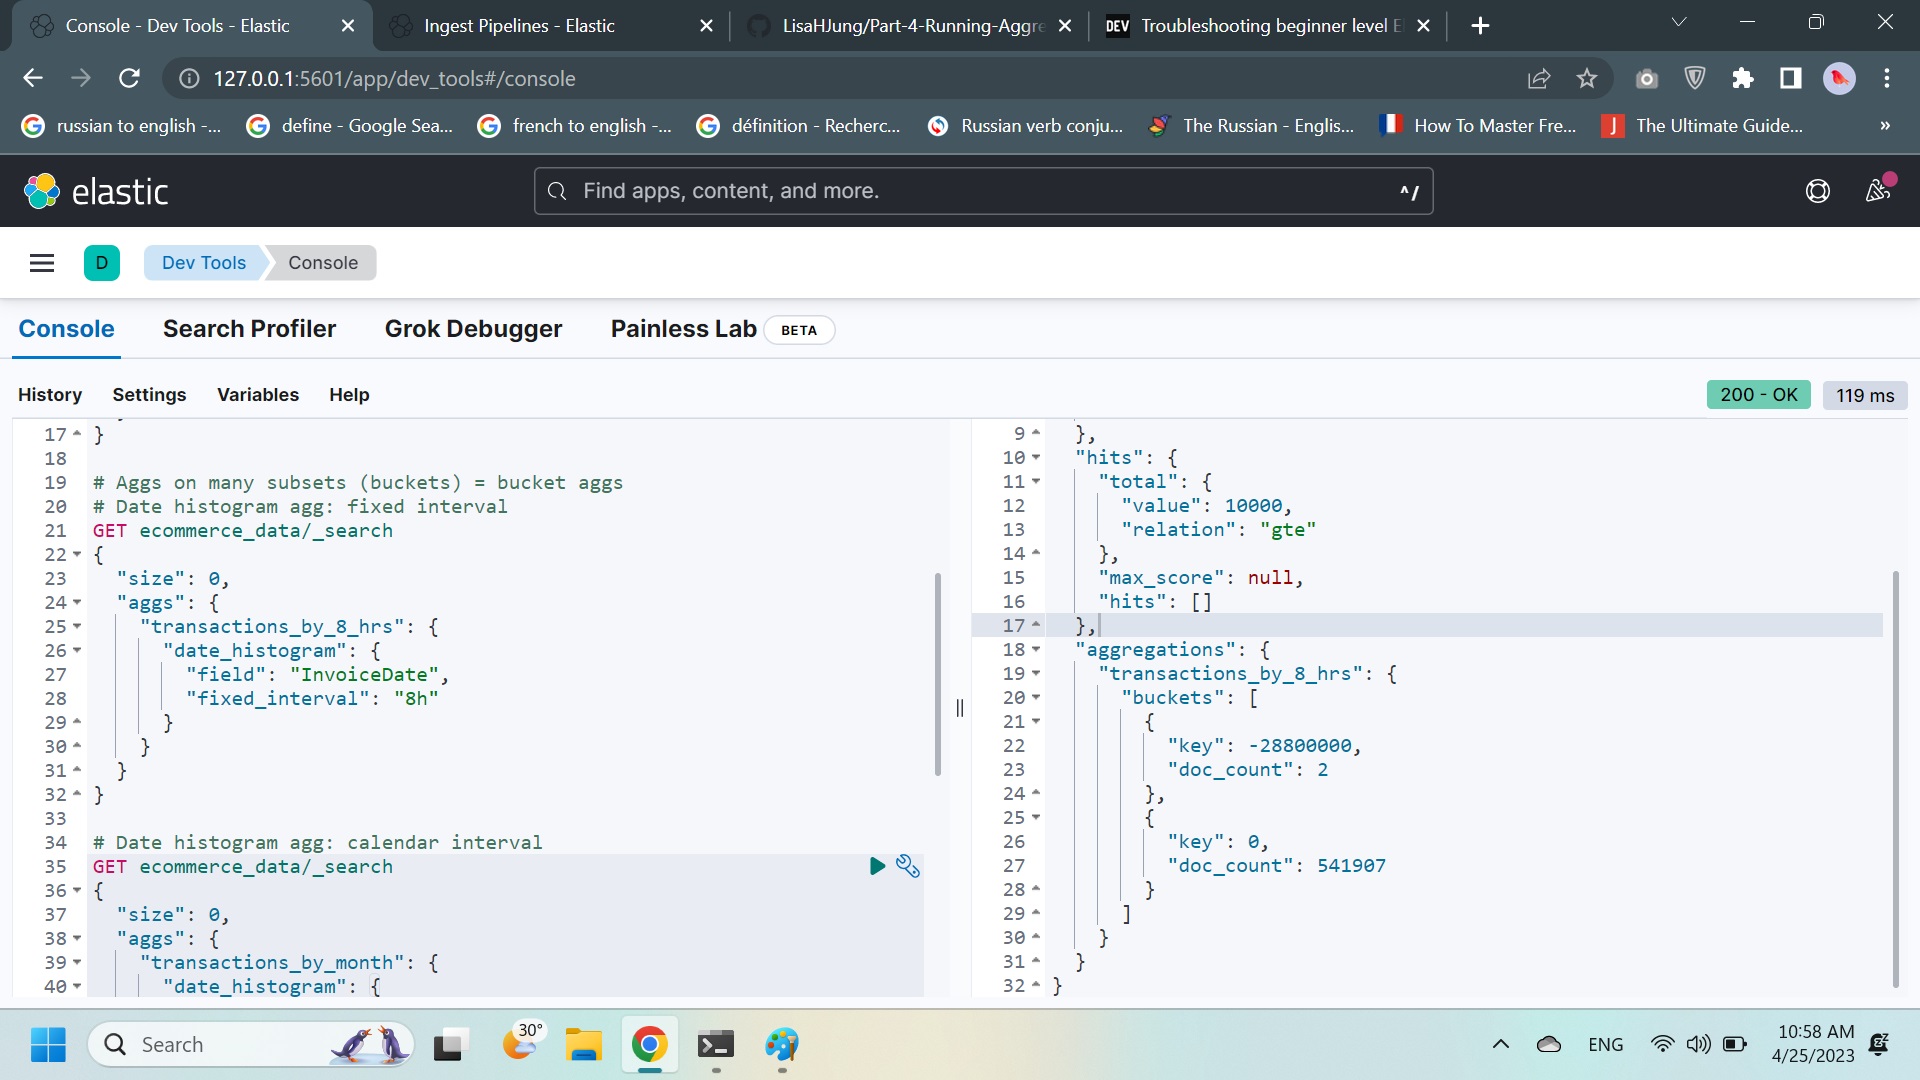 Console - Dev Tools - Elastic
Ingest Pipelines - Elastic
LisaHJung/Part-4-Running-Aggre
DEV Troubleshooting beginner level E
127.0.0.1:5601/app/dev_tools#/console
russian to english -...
define - Google Sea...
french to english -...
définition - Recherc...
Russian verb conju...
The Russian - Englis...
How To Master Fre...
J The Ultimate Guide...
»
elastic
Find apps, content, and more.
^/
D
Dev Tools
Console
Console
Search Profiler
Grok Debugger
Painless Lab
BETA
History
Settings
Variables
Help
200 - OK
119 ms
17 }
18
19 # Aggs on many subsets (buckets) = bucket aggs
20 # Date histogram agg: fixed interval
21 GET ecommerce_data/_search
22 {
23 "size": 0,
24 "aggs": {
25 "transactions_by_8_hrs": {
26 "date_histogram": {
27 "field": "InvoiceDate",
28 "fixed_interval": "8h"
29 }
30 }
31 }
32 }
33
34 # Date histogram agg: calendar interval
35 GET ecommerce_data/_search
36 {
37 "size": 0,
38 "aggs": {
39 "transactions_by_month": {
40 "date_histogram": {
9 },
10 "hits": {
11 "total": {
12 "value": 10000,
13 "relation": "gte"
14 },
15 "max_score": null,
16 "hits": []
17 },
18 "aggregations": {
19 "transactions_by_8_hrs": {
20 "buckets": [
21 {
22 "key": -28800000,
23 "doc_count": 2
24 },
25 {
26 "key": 0,
27 "doc_count": 541907
28 }
29 ]
30 }
31 }
32 }
Search
30°
ENG
10:58 AM
4/25/2023